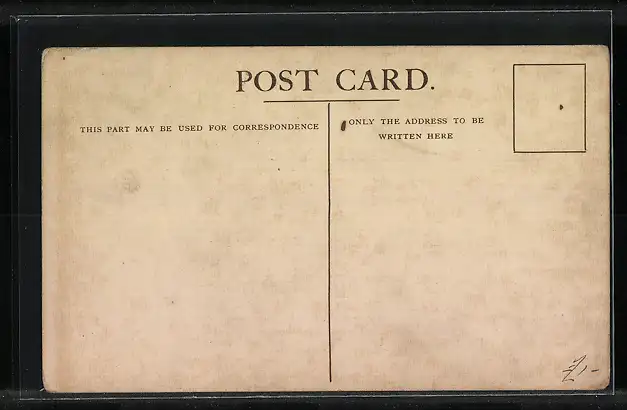 POST CARD.
THIS PART MAY BE USED FOR CORRESPONDENCE
ONLY THE ADDRESS TO BE
WRITTEN HERE